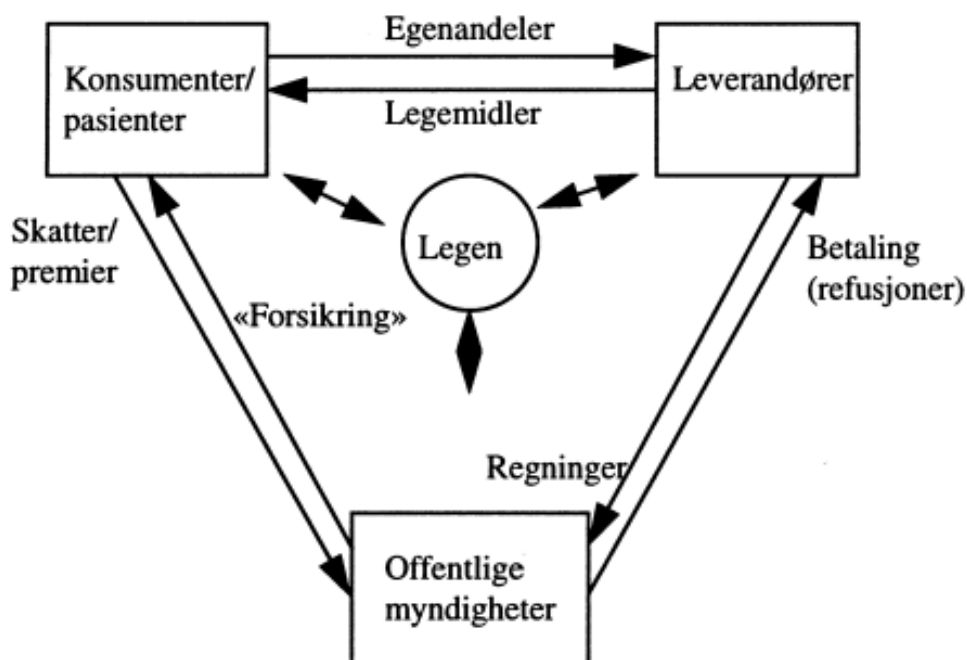 Egenandeler
Konsumenter/
pasienter
Leverandører
Legemidler
Skatter/
premier
Legen
Betaling
(refusjoner)
«Forsikring»
Regninger
Offentlige
myndigheter